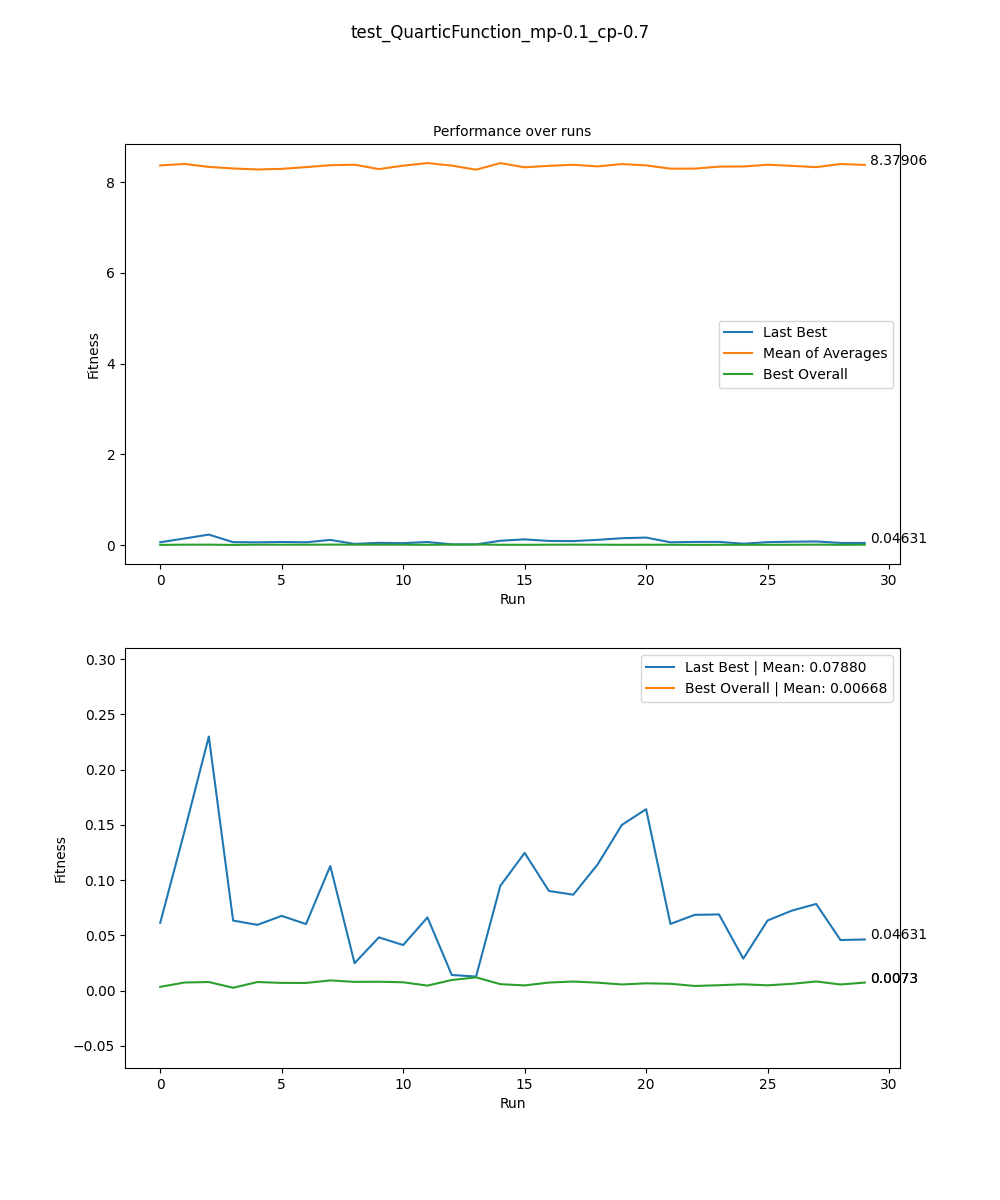 test_QuarticFunction_mp-0.1_cp-0.7
Performance over runs
8.37906
8
6
4
2
0
Fitness
Last Best
Mean of Averages
Best Overall
0.04631
0 5 10 15 20 25 30
Run
0.30
0.25
0.20
0.15
0.10
0.05
0.00
−0.05
Fitness
Last Best | Mean: 0.07880
Best Overall | Mean: 0.00668
0.04631
0.0073
0 5 10 15 20 25 30
Run